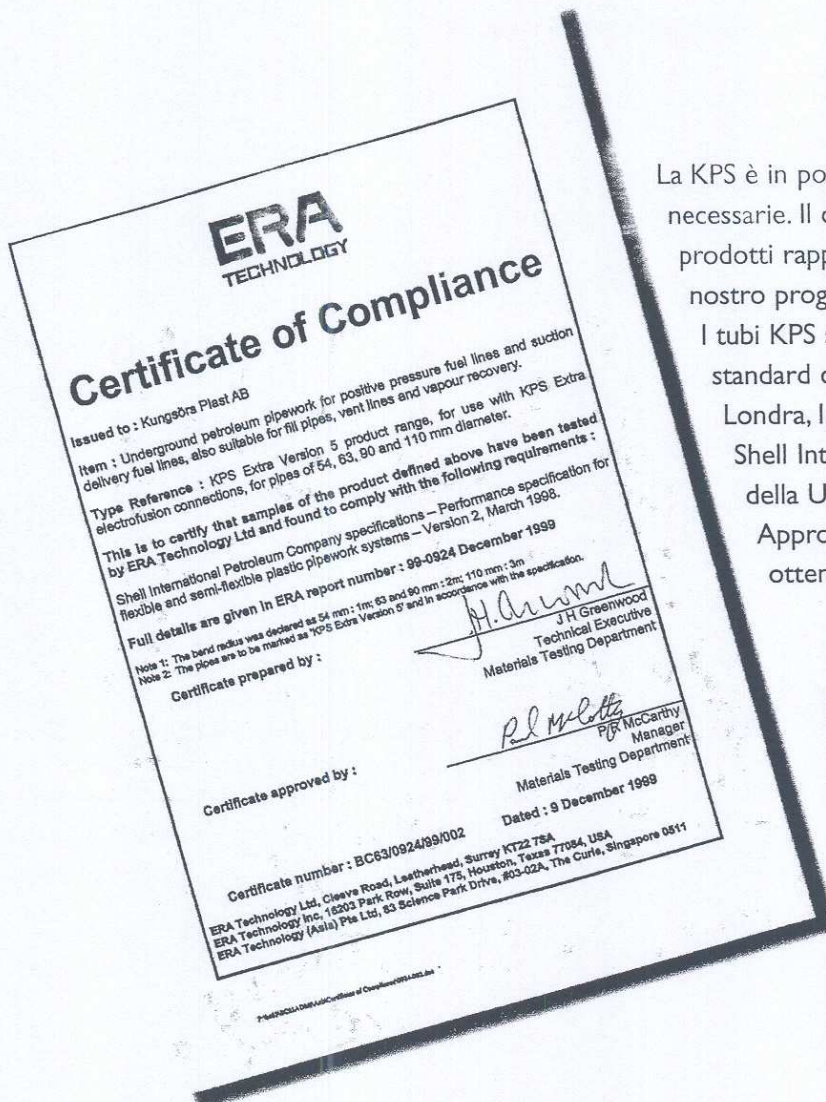 ERA
TECHNOLOGY
Certificate of Compliance
Issued to : Kungsörs Plast AB
Item : Underground petroleum pipework for positive pressure fuel lines and suction
delivery fuel lines, also suitable for fill pipes, vent lines and vapour recovery.
Type Reference : KPS Extra Version 5 product range, for use with KPS Extra
electrofusion connections, for pipes of 54, 63, 90 and 110 mm diameter.
This is to certify that samples of the product defined above have been tested
by ERA Technology Ltd and found to comply with the following requirements :
Shell International Petroleum Company specifications – Performance specification for
flexible and semi-flexible plastic pipework systems – Version 2, March 1998.
Full details are given in ERA report number : 99-0924 December 1999
Note 1: The bend radius was declared as 54 mm : 1m; 63 and 90 mm : 2m; 110 mm : 3m
Note 2: The pipes are to be marked as 'KPS Extra Version 5' and in accordance with the specification.
Certificate prepared by :
J H Greenwood
Technical Executive
Materials Testing Department
P R McCarthy
Manager
Materials Testing Department
Certificate approved by :
Dated : 9 December 1999
Certificate number : BC63/0924/99/002
ERA Technology Ltd, Cleeve Road, Leatherhead, Surrey KT22 7SA
ERA Technology Inc, 16203 Park Row, Suite 175, Houston, Texas 77084, USA
ERA Technology (Asia) Pte Ltd, 83 Science Park Drive, #03-02A, The Curie, Singapore 0511
La KPS è in po
necessarie. Il c
prodotti rapp
nostro prog
I tubi KPS s
standard c
Londra, I
Shell Int
della U
Appro
otten